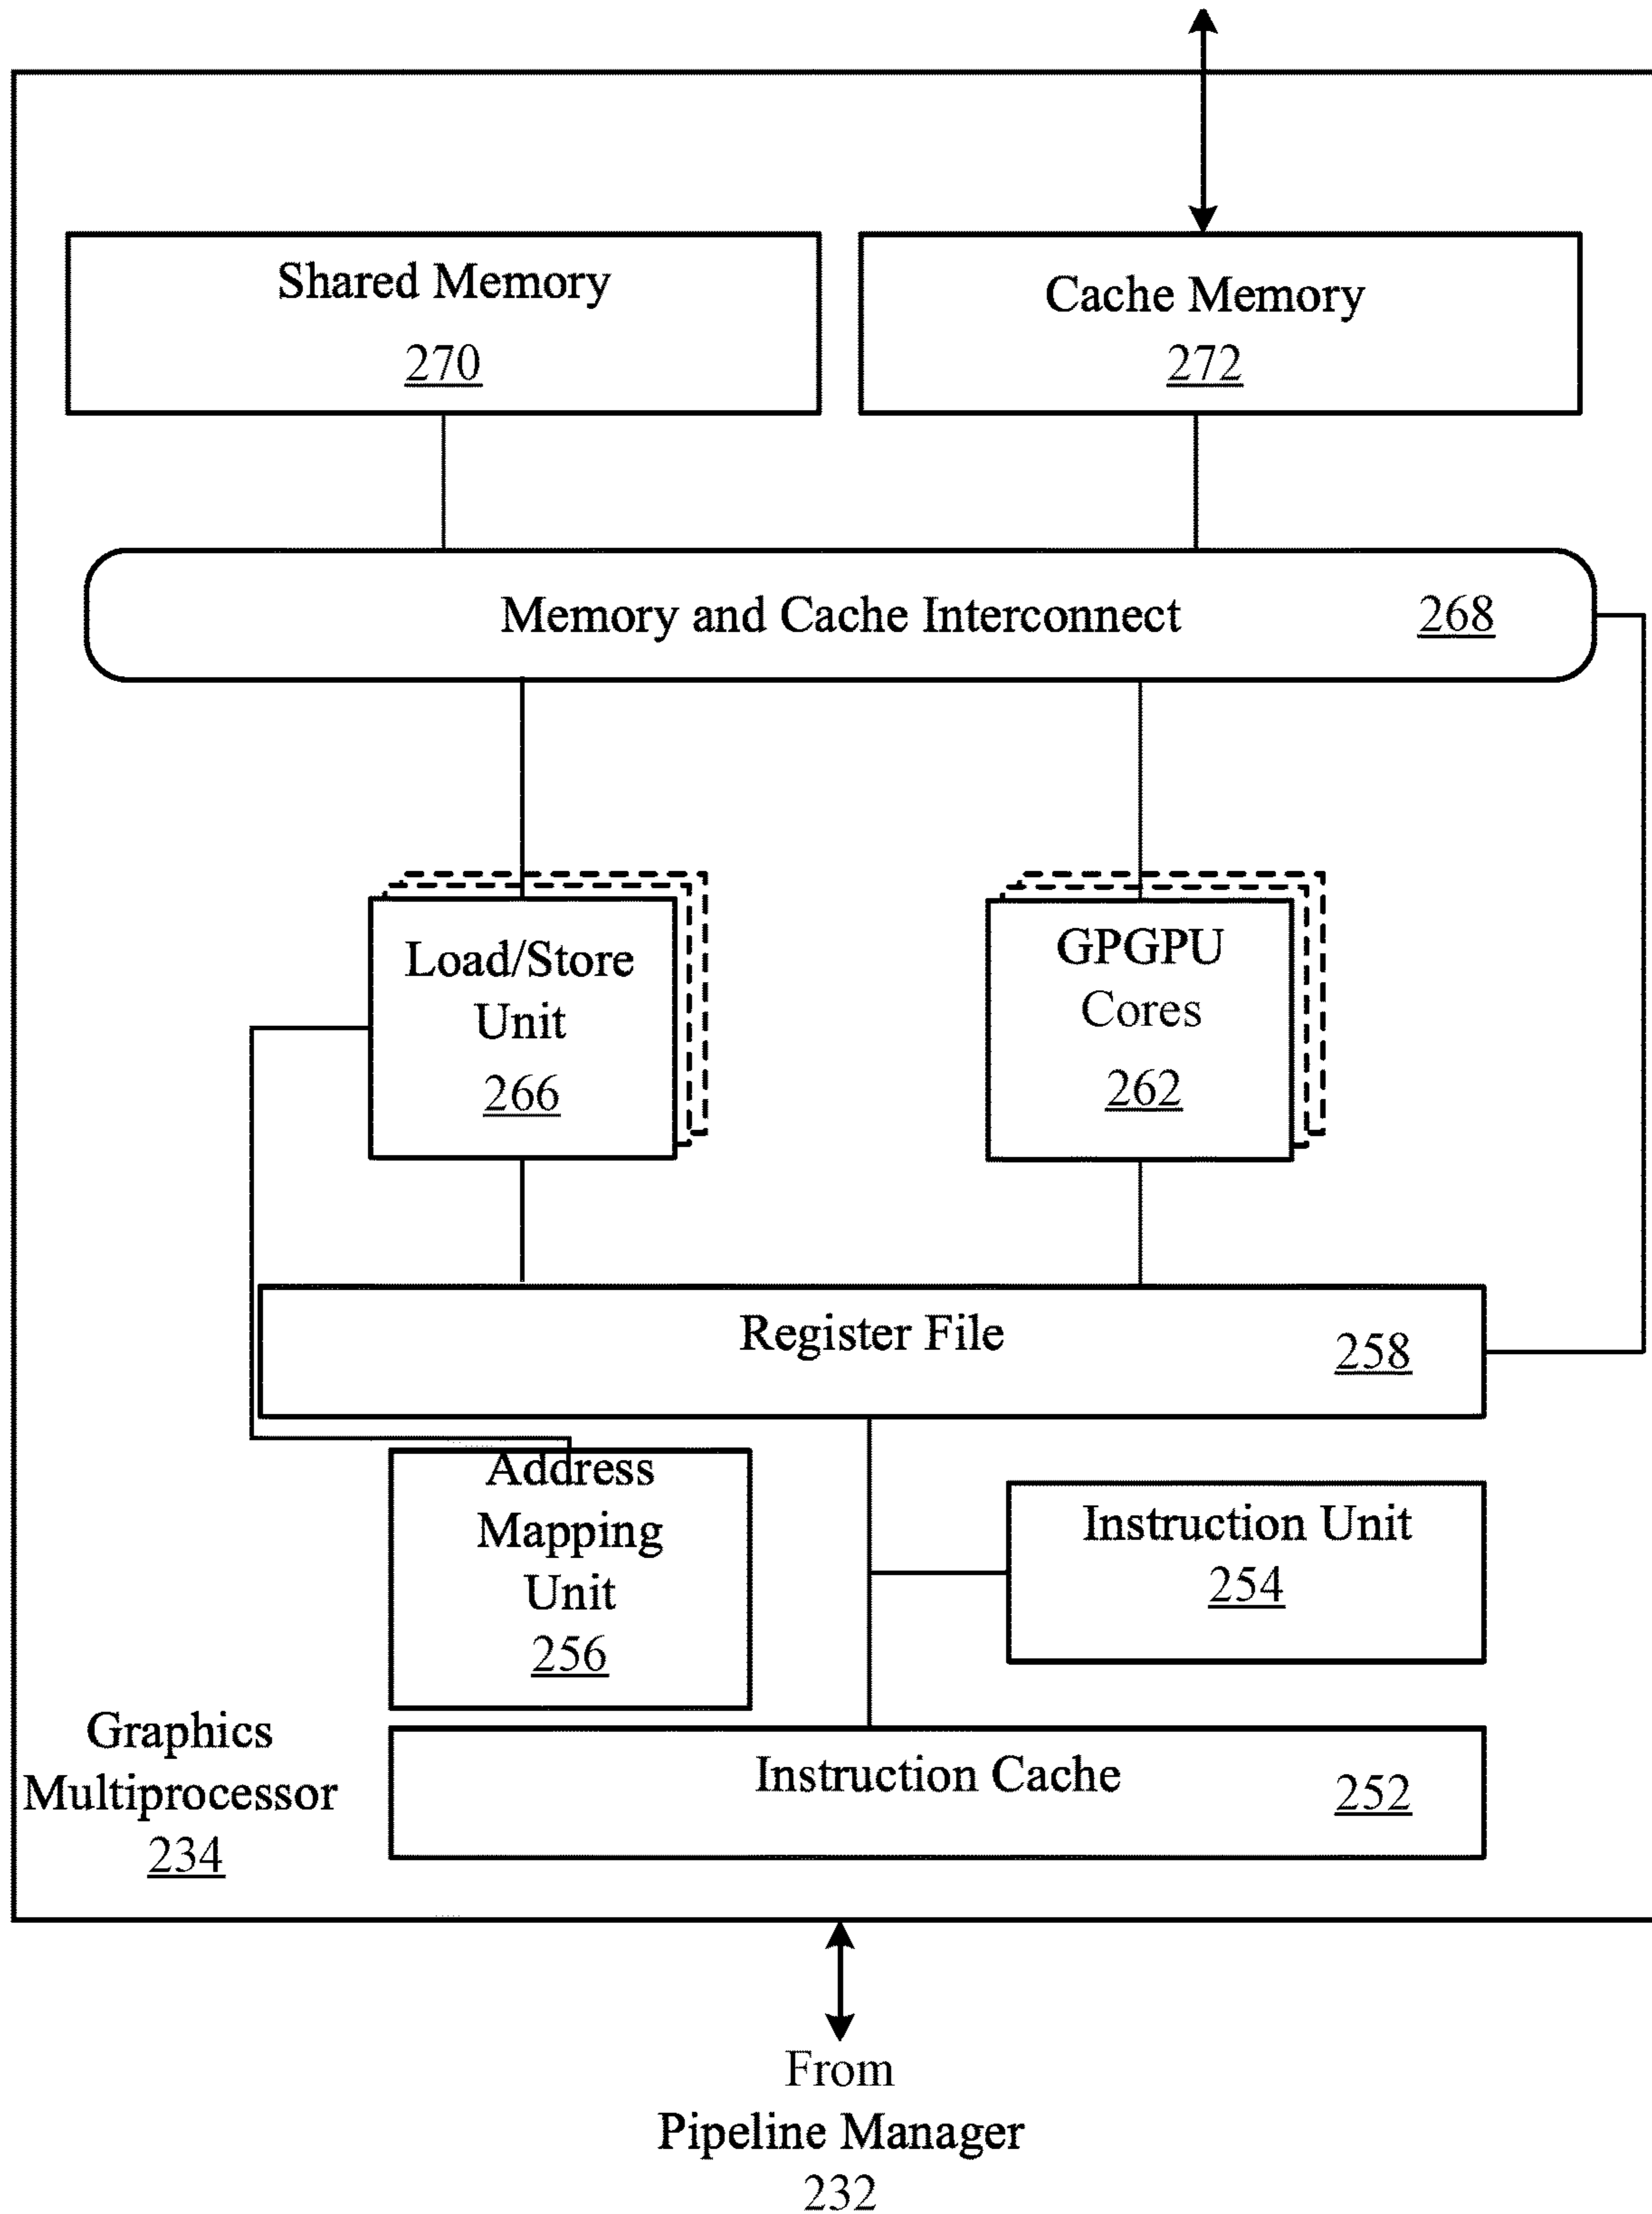 Shared Memory
270
Cache Memory
272
Memory and Cache Interconnect 268
Load/Store
Unit
266
GPGPU
Cores
262
Register File 258
Address
Mapping
Unit
256
Instruction Unit
254
Graphics
Multiprocessor
234
Instruction Cache 252
From
Pipeline Manager
232